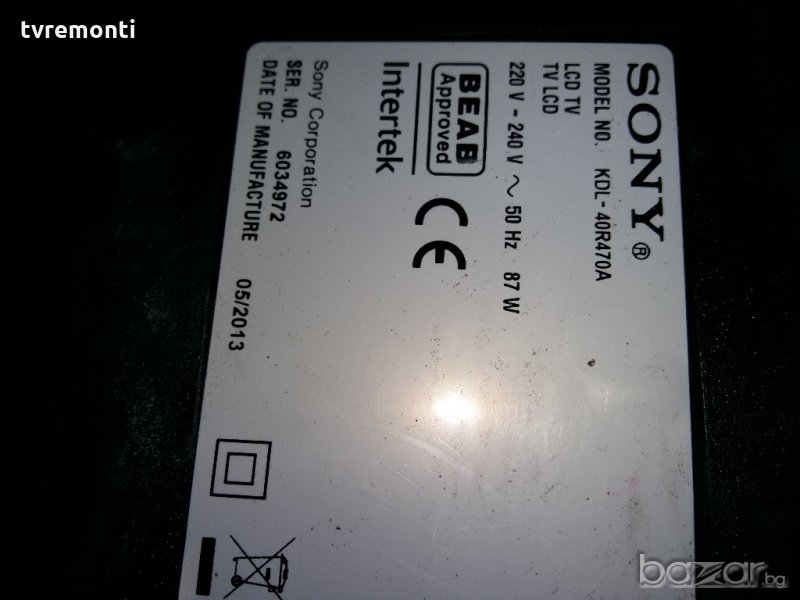 tvremonti
SONY®
MODEL NO. KDL-40R470A
LCD TV
TV LCD
220 V - 240 V ~ 50 Hz 87 W
BEAB
Approved
Intertek
CE
Sony Corporation
SER. NO. 6034972
DATE OF MANUFACTURE 05/2013
bazar.bg